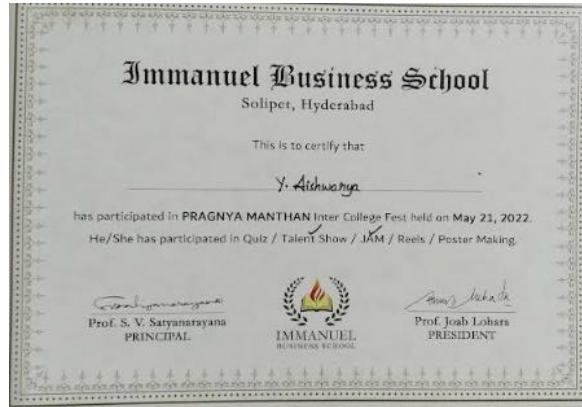 Immanuel Business School
Solipet, Hyderabad
This is to certify that
Y. Aishwarya
has participated in PRAGNYA MANTHAN Inter College Fest held on May 21, 2022.
He/She has participated in Quiz / Talent Show / JAM / Reels / Poster Making.
Prof. S. V. Satyanarayana
PRINCIPAL
IMMANUEL
BUSINESS SCHOOL
Prof. Joab Lohara
PRESIDENT